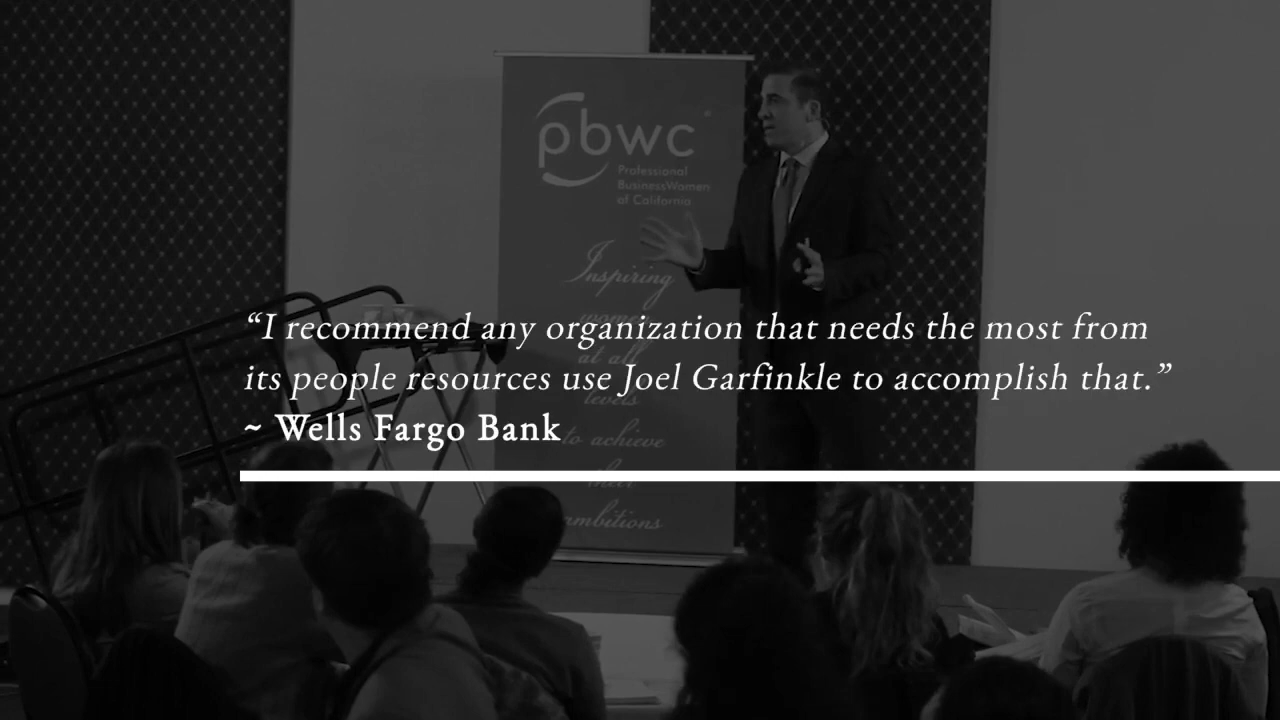 pbwc
Professional
BusinessWomen
of California
Inspiring
women
at all
levels
to achieve
their
ambitions
“I recommend any organization that needs the most from
its people resources use Joel Garfinkle to accomplish that.”
~ Wells Fargo Bank